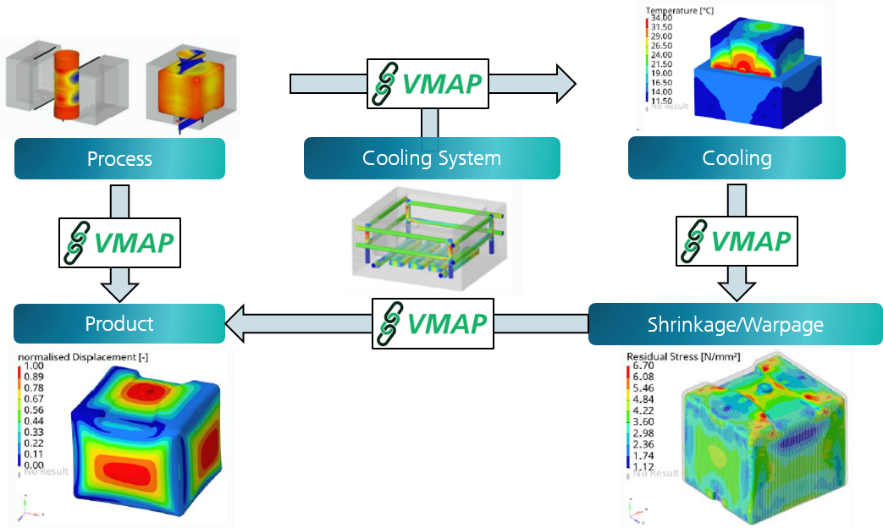 Temperature [°C]
34.00
31.50
29.00
26.50
24.00
21.50
19.00
16.50
14.00
11.50
No Result
VMAP
Process
Cooling System
Cooling
VMAP
VMAP
Product
VMAP
Shrinkage/Warpage
normalised Displacement [-]
1.00
0.89
0.78
0.67
0.56
0.44
0.33
0.22
0.11
0.00
No Result
Residual Stress [N/mm²]
6.70
6.08
5.46
4.84
4.22
3.60
2.98
2.36
1.74
1.12
No Result